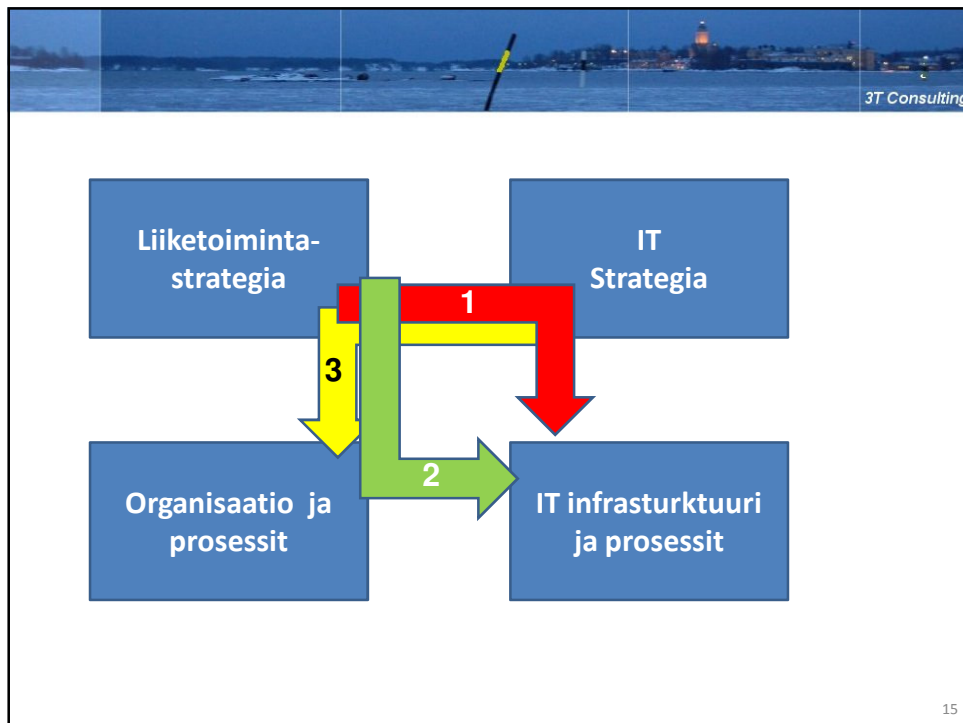 3T Consulting
Liiketoiminta-
strategia
IT
Strategia
1
3
2
Organisaatio ja
prosessit
IT infrasturktuuri
ja prosessit
15